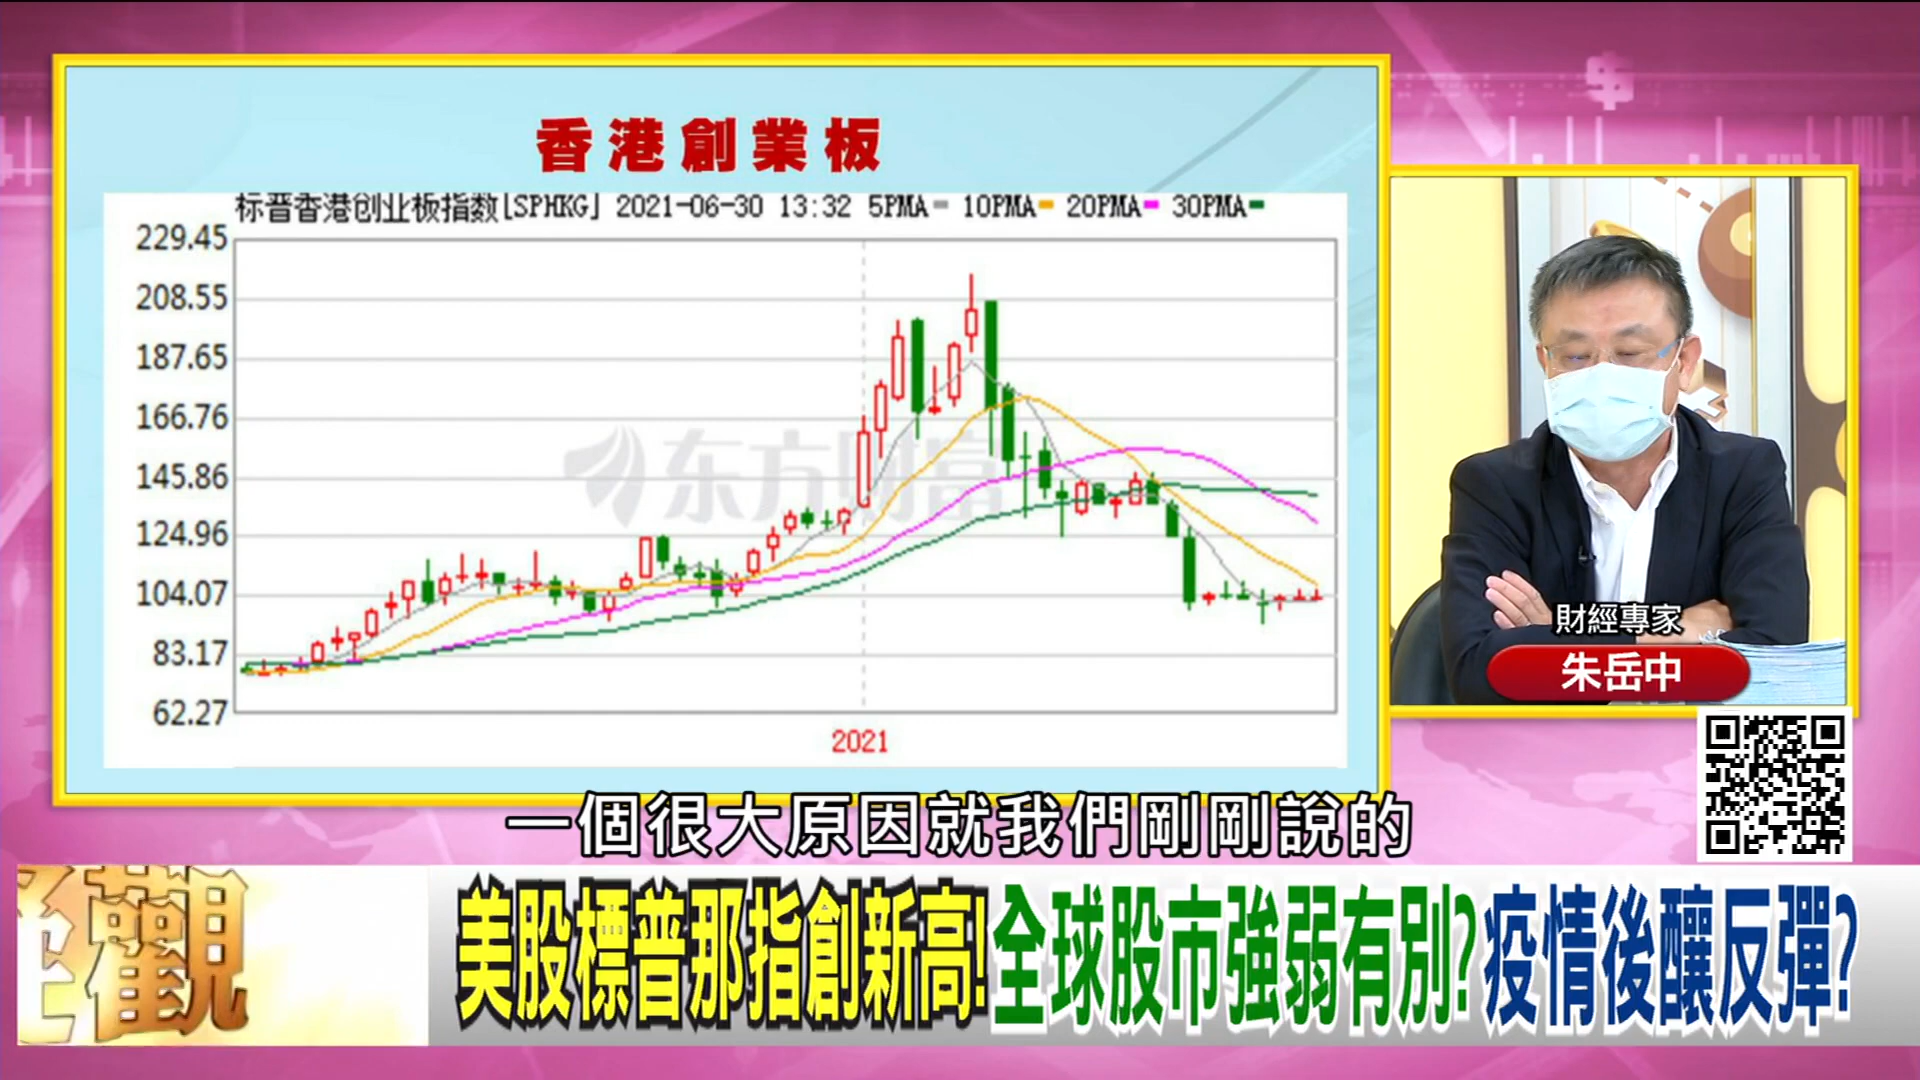 香港創業板
标普香港创业板指数[SPHKG] 2021-06-30 13:32 5PMA 10PMA 20PMA 30PMA
229.45
208.55
187.65
166.76
145.86
124.96
104.07
83.17
62.27
东方财富
2021
財經專家
朱岳中
一個很大原因就我們剛剛說的
觀
美股標普那指創新高!全球股市強弱有別?疫情後釀反彈?